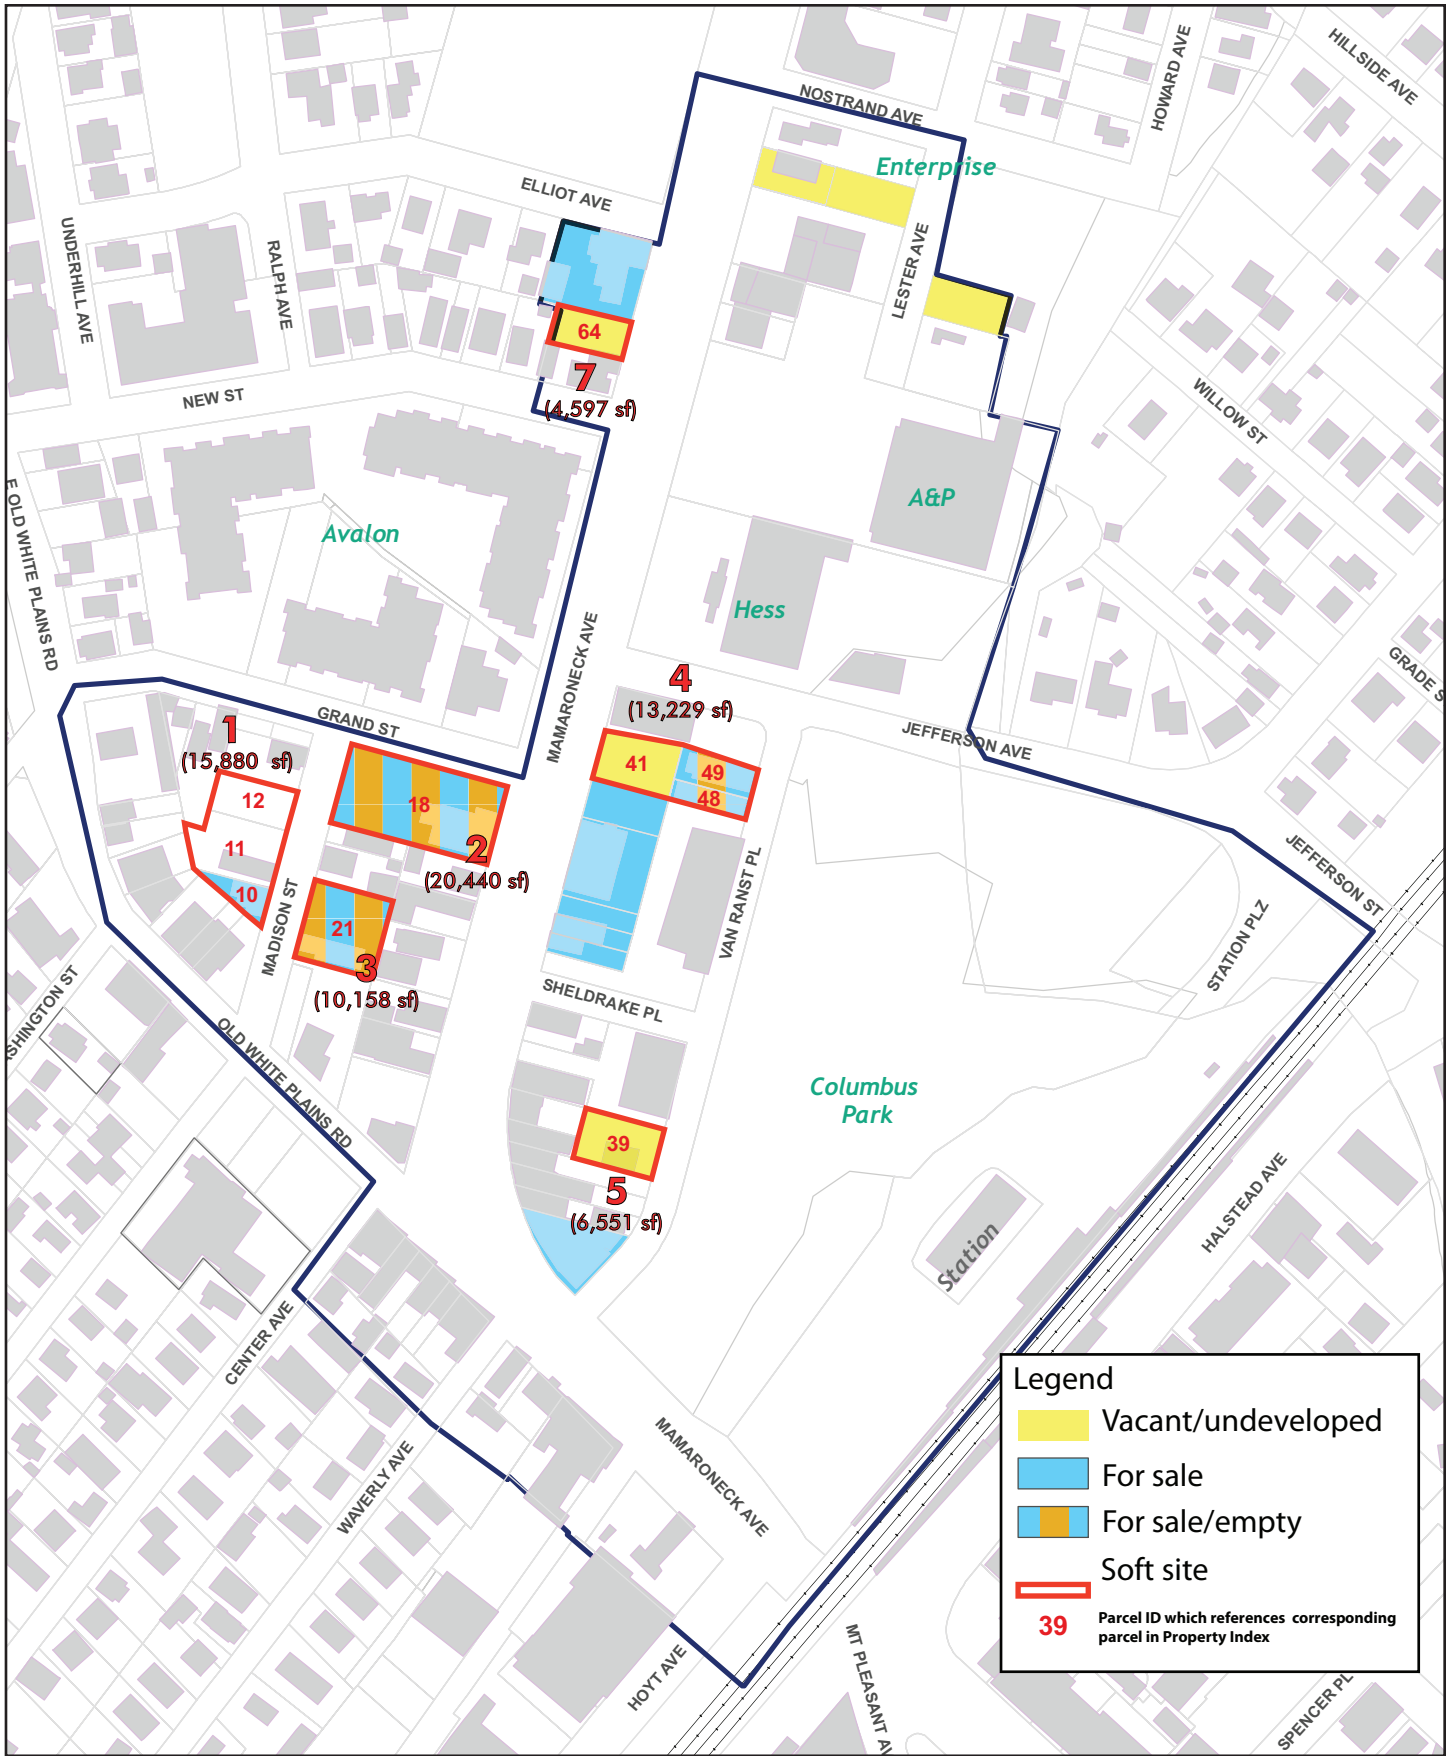 HILLSIDE AVE
HOWARD AVE
NOSTRAND AVE
Enterprise
ELLIOT AVE
UNDERHILL AVE
RALPH AVE
LESTER AVE
64
7
(4,597 sf)
NEW ST
WILLOW ST
E OLD WHITE PLAINS RD
Avalon
A&P
Hess
MAMARONECK AVE
GRADE S
4
(13,229 sf)
GRAND ST
JEFFERSON AVE
1
(15,880 sf)
41
49
48
12
18
11
2
(20,440 sf)
10
21
3
(10,158 sf)
MADISON ST
VAN RANST PL
JEFFERSON ST
STATION PLZ
SHELDRAKE PL
SHINGTON ST
OLD WHITE PLAINS RD
Columbus
Park
39
5
(6,551 sf)
HALSTEAD AVE
Station
CENTER AVE
WAVERLY AVE
MAMARONECK AVE
HOYT AVE
MT PLEASANT AV
SPENCER PL
Legend
Vacant/undeveloped
For sale
For sale/empty
Soft site
39
Parcel ID which references corresponding
parcel in Property Index